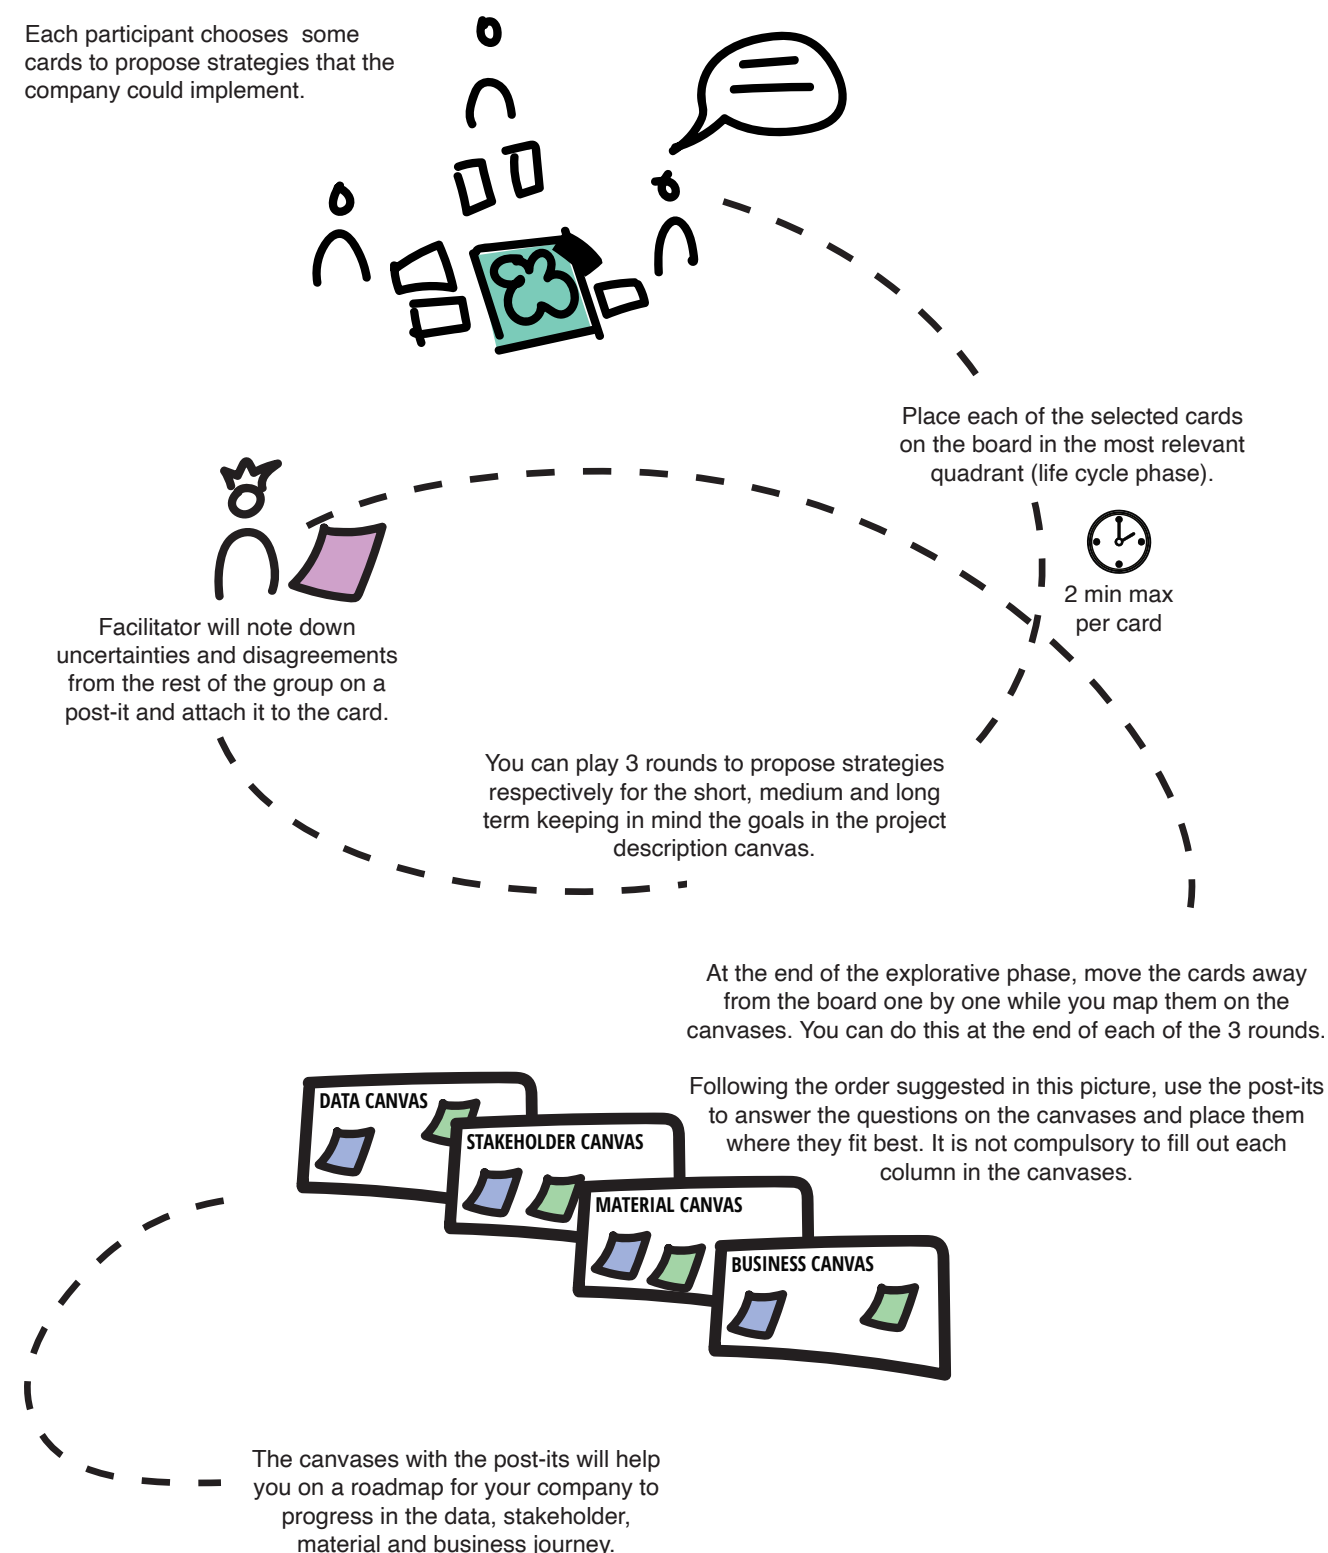 Each participant chooses  some
cards to propose strategies that the
company could implement.
Place each of the selected cards
on the board in the most relevant
quadrant (life cycle phase).
2 min max
per card
Facilitator will note down
uncertainties and disagreements
from the rest of the group on a
post-it and attach it to the card.
You can play 3 rounds to propose strategies
respectively for the short, medium and long
term keeping in mind the goals in the project
description canvas.
At the end of the explorative phase, move the cards away
from the board one by one while you map them on the
canvases. You can do this at the end of each of the 3 rounds.
Following the order suggested in this picture, use the post-its
to answer the questions on the canvases and place them
where they fit best. It is not compulsory to fill out each
column in the canvases.
DATA CANVAS
STAKEHOLDER CANVAS
MATERIAL CANVAS
BUSINESS CANVAS
The canvases with the post-its will help
you on a roadmap for your company to
progress in the data, stakeholder,
material and business journey.